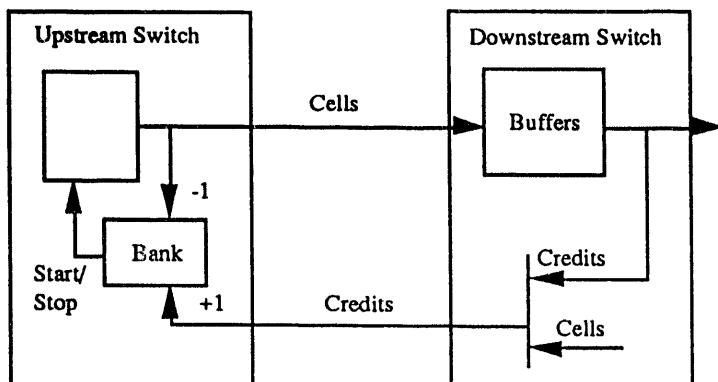 Upstream Switch
Downstream Switch
Cells
Buffers
-1
Bank
Start/
Stop
+1
Credits
Credits
Cells